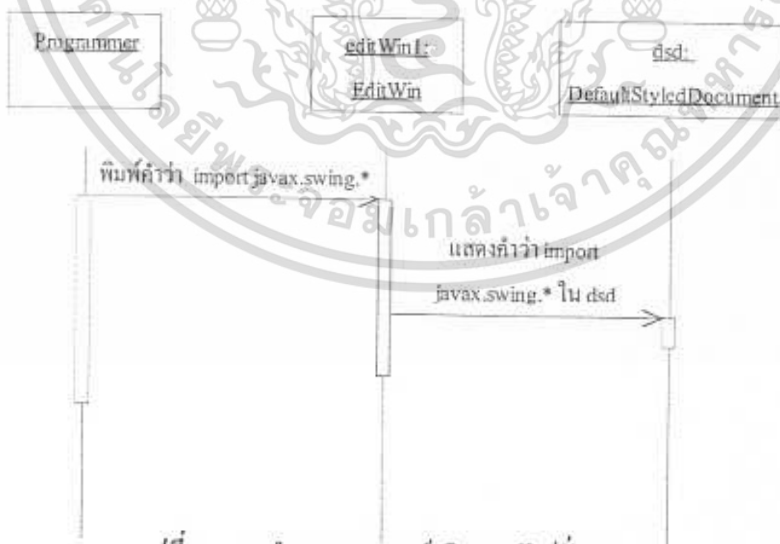 Programmer
editWin1:
EditWin
dsd:
DefaultStyledDocument
พิมพ์คำว่า import javax.swing.*
แสดงคำว่า import
javax.swing.* ใน dsd